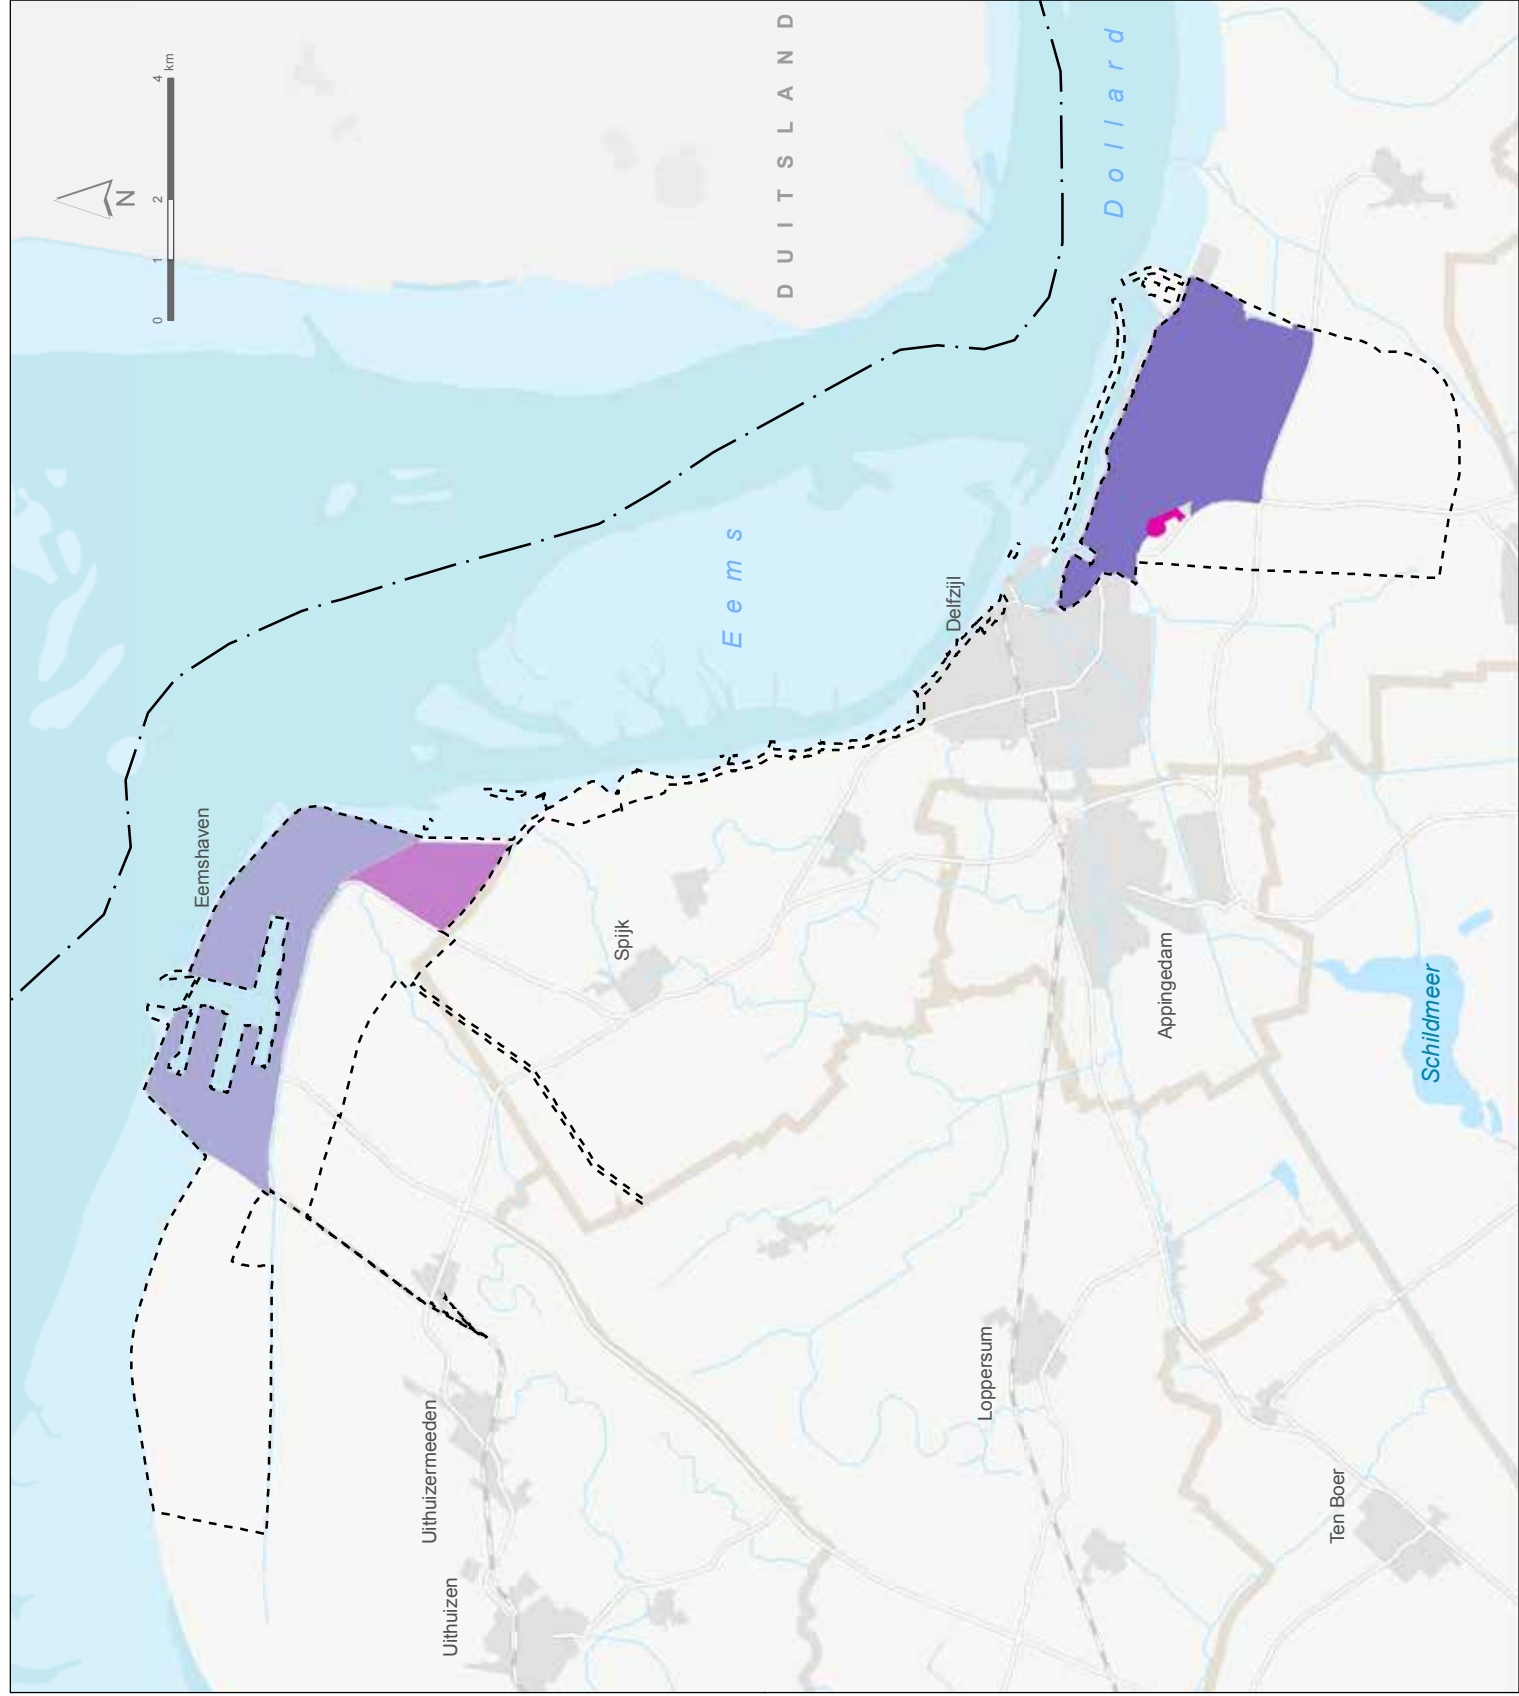 0 1 2 4 km
N
DUITSLAND
Dollard
Eems
Eemshaven
Delfzijl
Spijk
Appingedam
Schildmeer
Uithuizermeeden
Uithuizen
Loppersum
Ten Boer